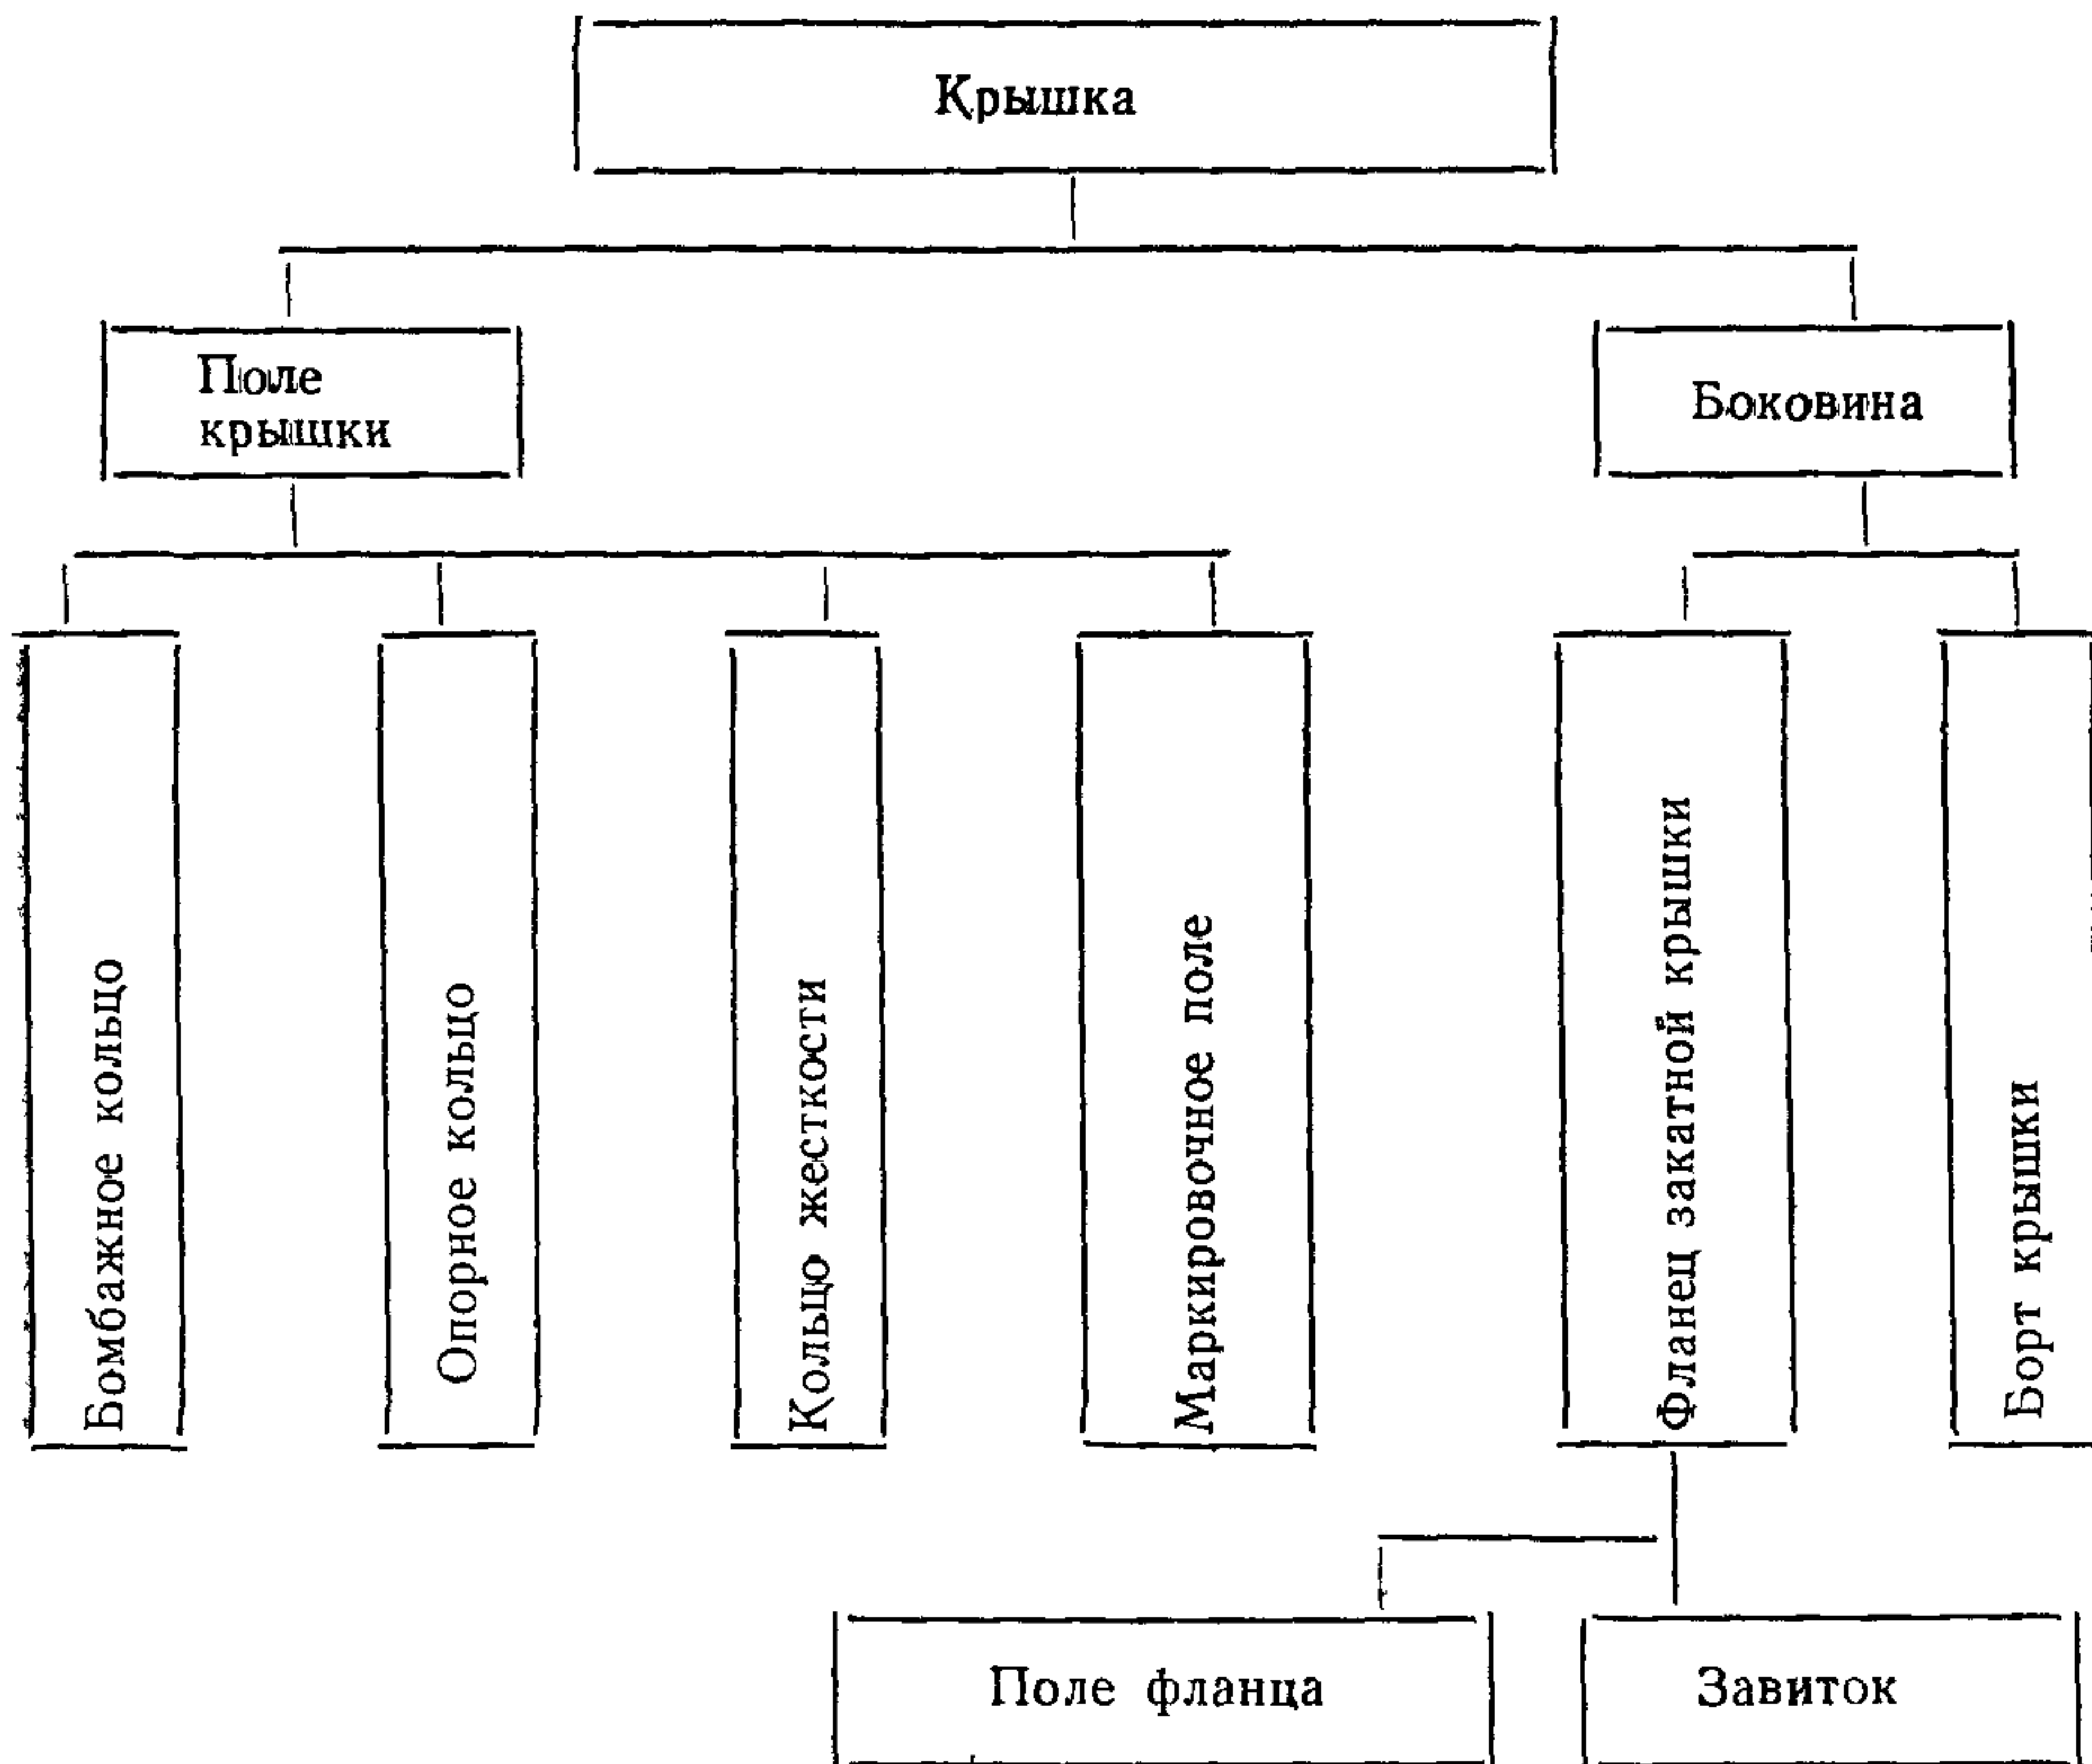 Крышка
Поле
крышки
Боковина
Бомбажное кольцо
Опорное кольцо
Кольцо жесткости
Маркировочное поле
Фланец закатной крышки
Борт крышки
Поле фланца
Завиток